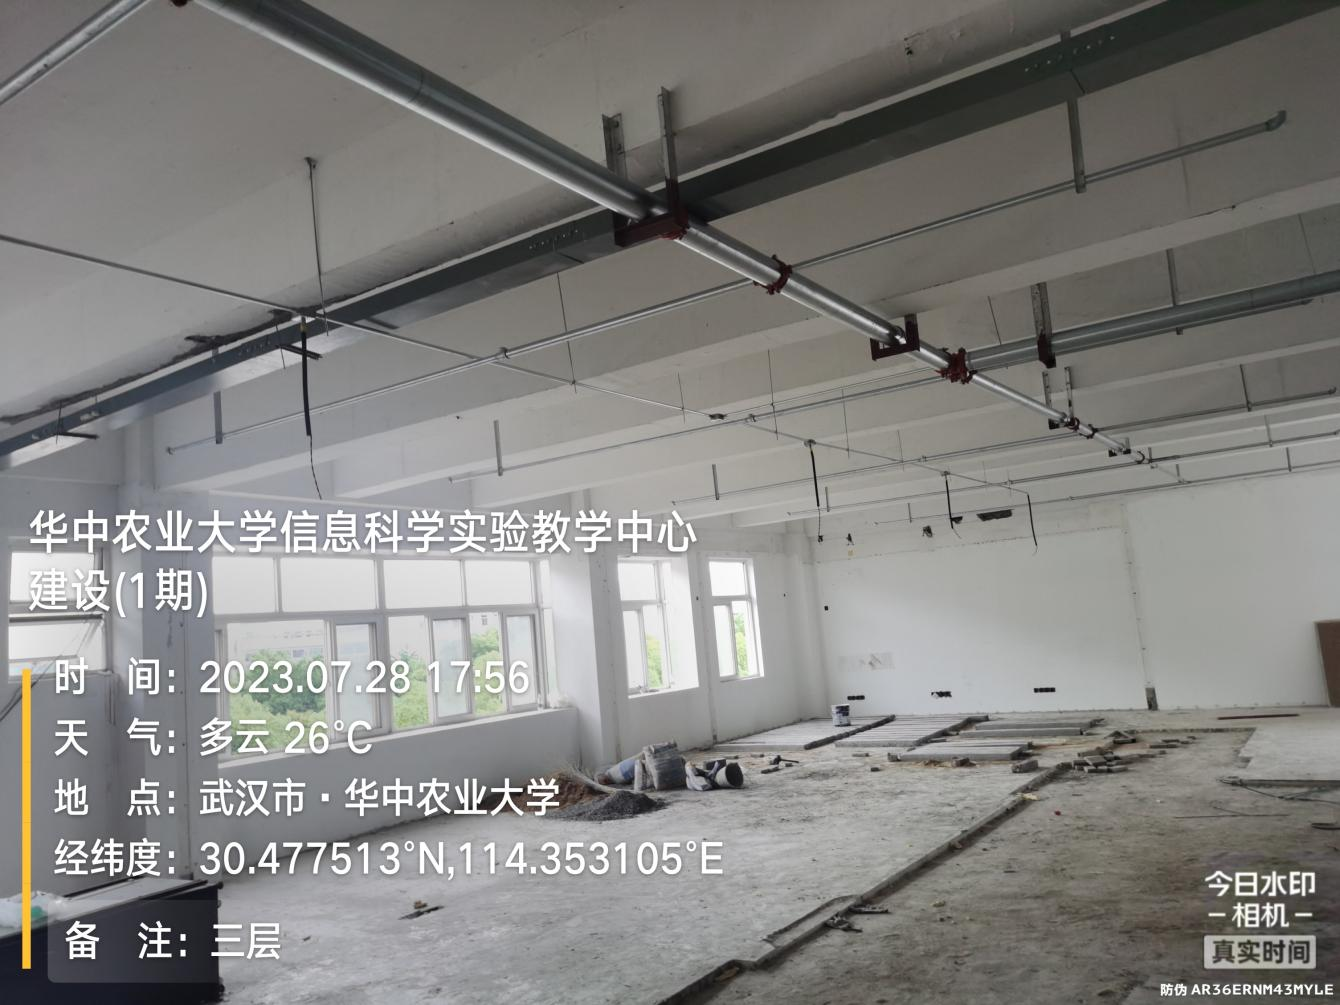 华中农业大学信息科学实验教学中心
建设(1期)
时 间：2023.07.28 17:56
天 气：多云 26°C
地 点：武汉市·华中农业大学
经纬度：30.477513°N,114.353105°E
备 注：三层
今日水印
-相机-
真实时间
防伪 AR36ERNM43MYLE